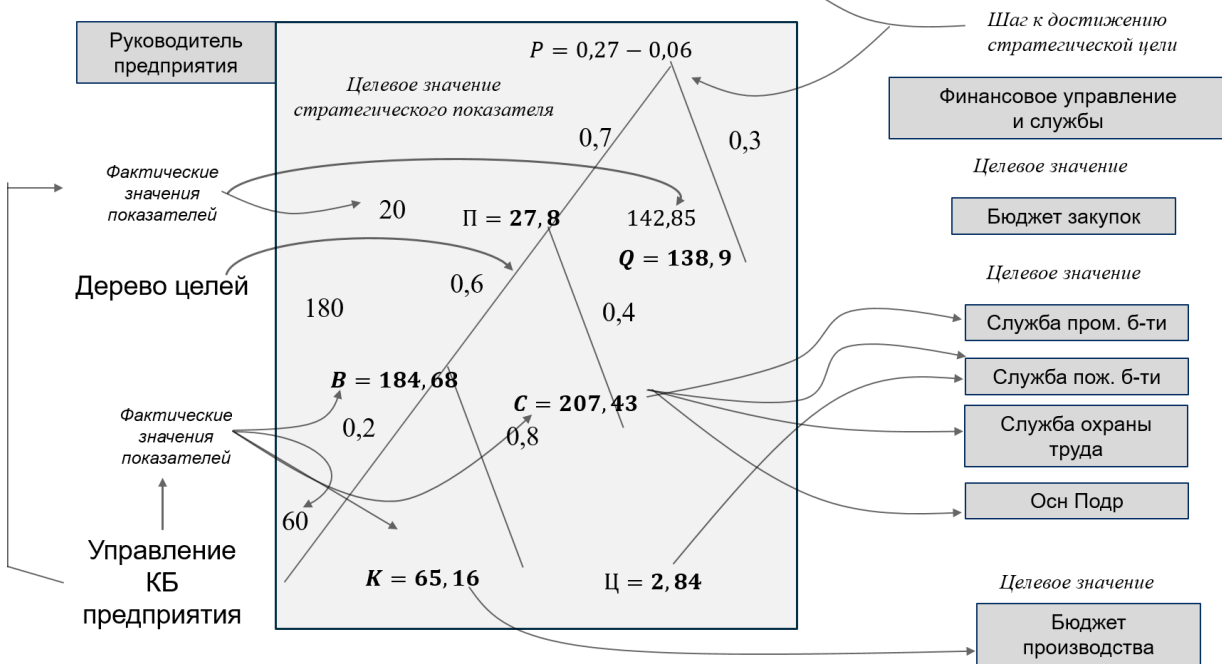 Шаг к достижению
стратегической цели
Руководитель
предприятия
P = 0,27 − 0,06
Целевое значение
стратегического показателя
Финансовое управление
и службы
0,7
0,3
Фактические
значения
показателей
Целевое значение
20
П = 27,8
142,85
Бюджет закупок
Q = 138,9
Дерево целей
0,6
Целевое значение
180
0,4
Служба пром. б-ти
B = 184,68
Служба пож. б-ти
C = 207,43
Фактические
значения
показателей
0,2
0,8
Служба охраны
труда
60
Осн Подр
Управление
КБ
предприятия
K = 65,16
Ц = 2,84
Целевое значение
Бюджет
производства